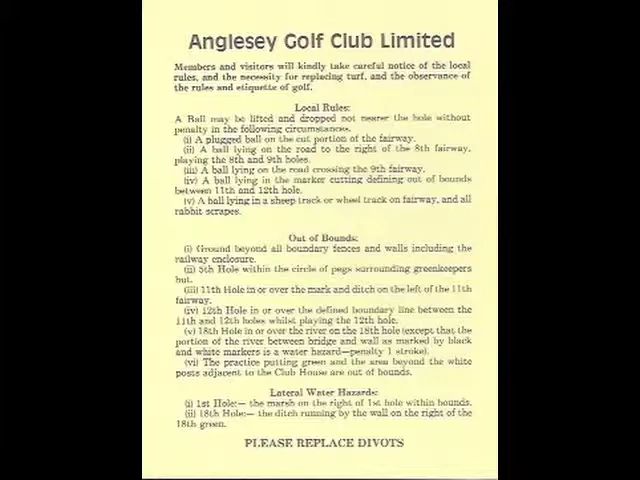 Anglesey Golf Club Limited
Members and visitors will kindly take careful notice of the local
rules, and the necessity for replacing turf, and the observance of
the rules and etiquette of golf.
Local Rules:
A Ball may be lifted and dropped not nearer the hole without
penalty in the following circumstances.
(i) A plugged ball on the cut portion of the fairway.
(ii) A ball lying on the road to the right of the 8th fairway,
playing the 8th and 9th holes.
(iii) A ball lying on the road crossing the 9th fairway.
(iv) A ball lying in the marker cutting defining out of bounds
between 11th and 12th hole.
(v) A ball lying in a sheep track or wheel track on fairway, and all
rabbit scrapes.
Out of Bounds:
(i) Ground beyond all boundary fences and walls including the
railway enclosure.
(ii) 5th Hole within the circle of pegs surrounding greenkeepers
hut.
(iii) 11th Hole in or over the mark and ditch on the left of the 11th
fairway.
(iv) 12th Hole in or over the defined boundary line between the
11th and 12th holes whilst playing the 12th hole.
(v) 18th Hole in or over the river on the 18th hole (except that the
portion of the river between bridge and wall as marked by black
and white markers is a water hazard—penalty 1 stroke).
(vi) The practice putting green and the area beyond the white
posts adjacent to the Club House are out of bounds.
Lateral Water Hazards:
(i) 1st Hole:— the marsh on the right of 1st hole within bounds.
(ii) 18th Hole:— the ditch running by the wall on the right of the
18th green.
PLEASE REPLACE DIVOTS